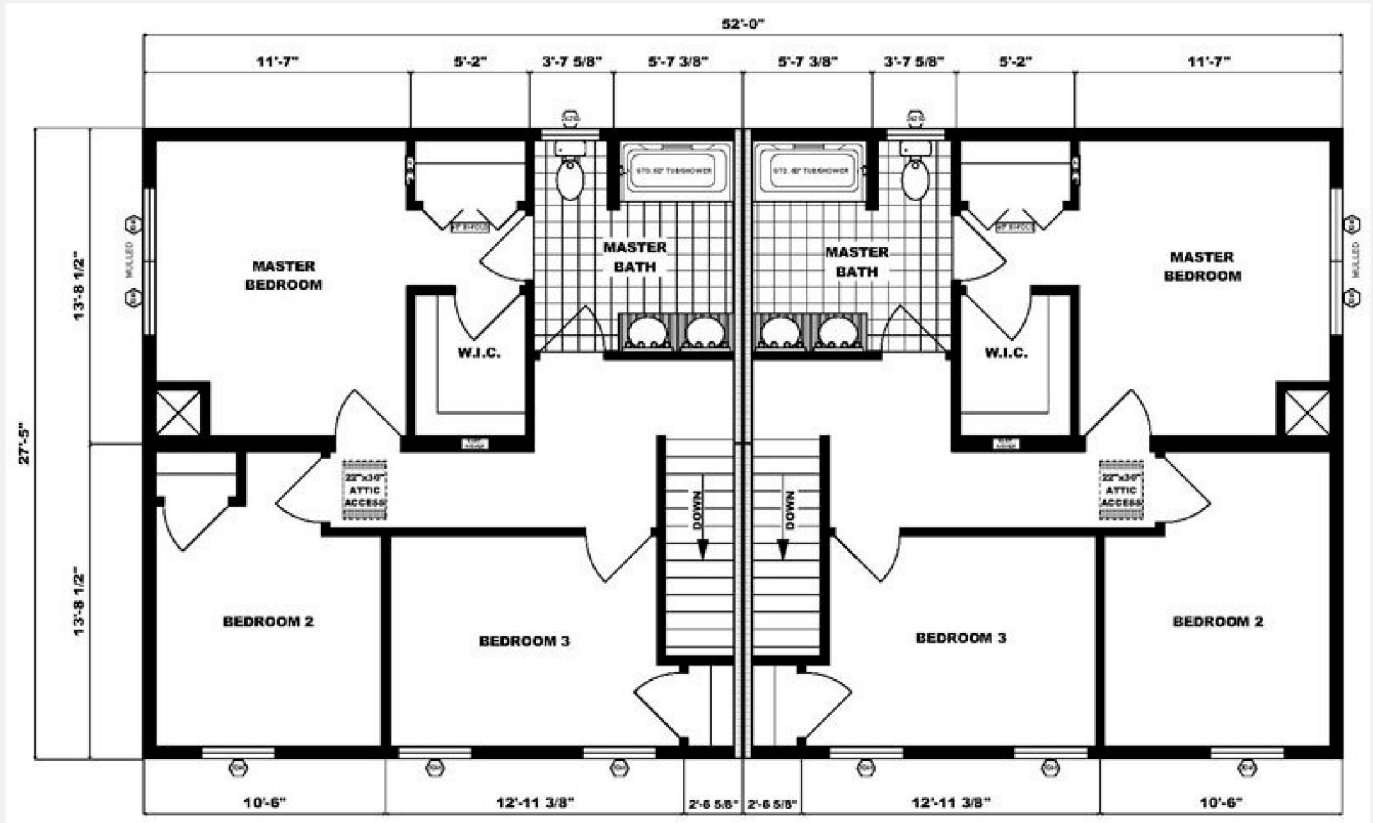 52'-0"
11'-7"
5'-2"
3'-7 5/8"
5'-7 3/8"
5'-7 3/8"
3'-7 5/8"
5'-2"
11'-7"
STD. 60" TUB/SHOWER
STD. 60" TUB/SHOWER
MULLED
MULLED
MASTER
BATH
MASTER
BATH
MASTER
BEDROOM
MASTER
BEDROOM
13'-8 1/2"
W.I.C.
W.I.C.
27'-5"
22"x30"
ATTIC
ACCESS
22"x30"
ATTIC
ACCESS
DOWN
DOWN
13'-8 1/2"
BEDROOM 2
BEDROOM 3
BEDROOM 3
BEDROOM 2
10'-6"
12'-11 3/8"
2'-6 5/8"
2'-6 5/8"
12'-11 3/8"
10'-6"